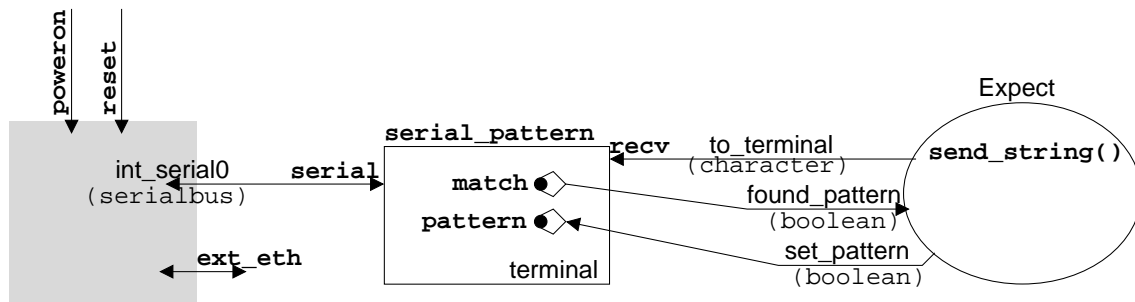 poweron
reset
Expect
serial_pattern
recv
to_terminal
(character)
send_string()
int_serial0
(serialbus)
serial
match
found_pattern
(boolean)
pattern
set_pattern
(boolean)
ext_eth
terminal